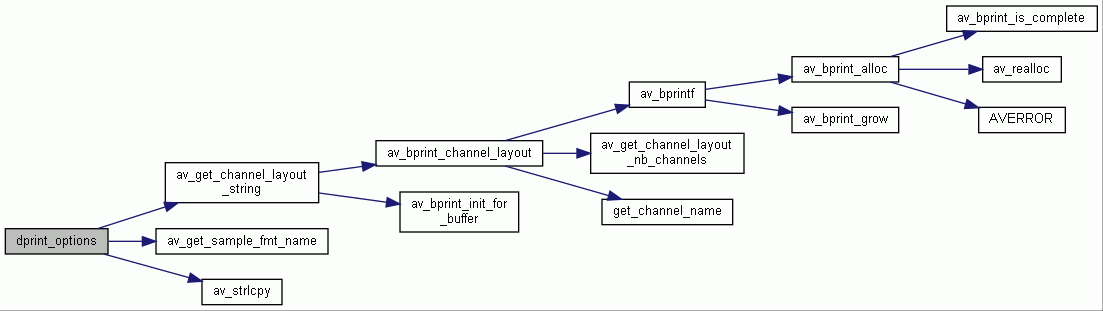 dprint_options
av_get_channel_layout
_string
av_get_sample_fmt_name
av_strlcpy
av_bprint_channel_layout
av_bprint_init_for
_buffer
av_bprintf
av_get_channel_layout
_nb_channels
get_channel_name
av_bprint_alloc
av_bprint_grow
av_bprint_is_complete
av_realloc
AVERROR